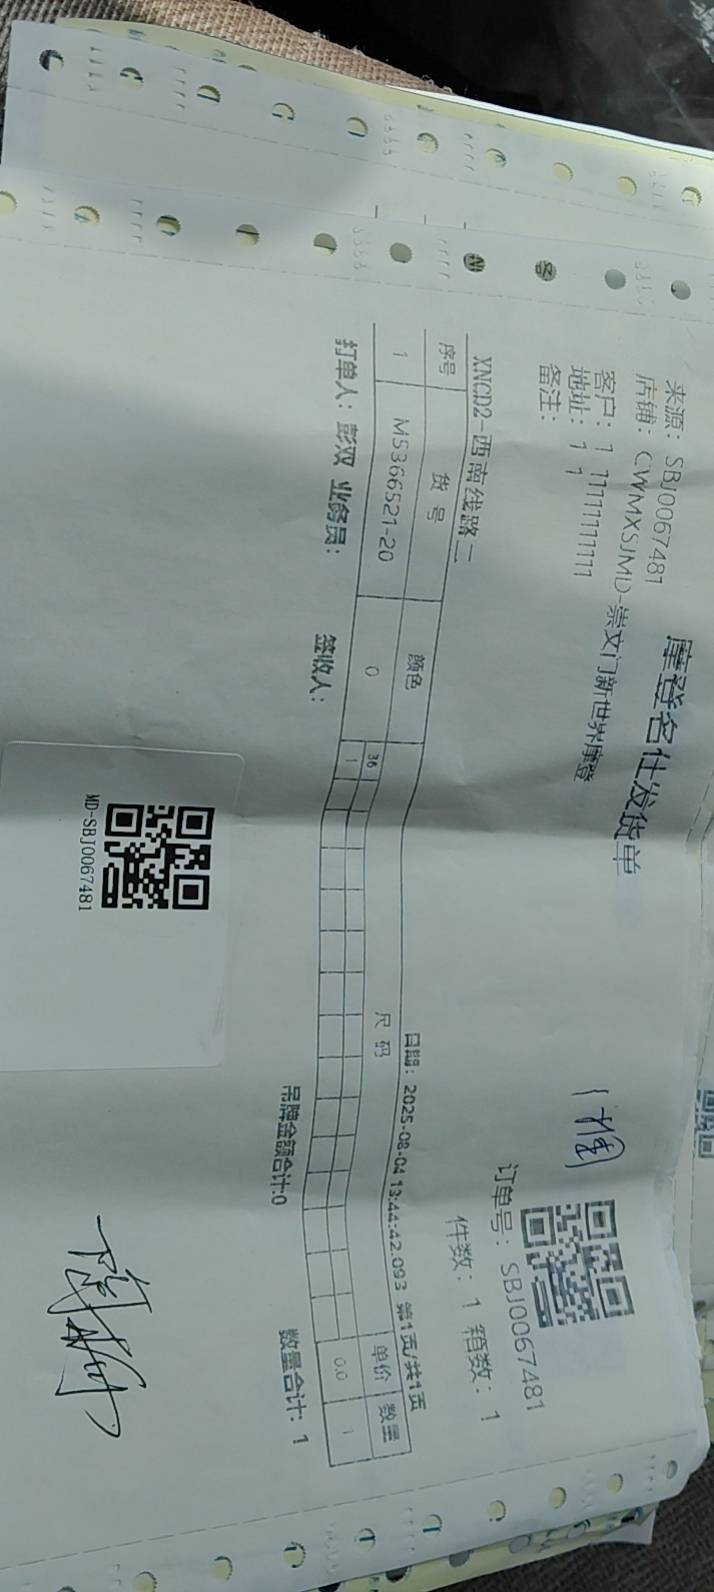 摩登名仕发货单
来源：SBJ0067481
店铺：CWMXSJMD-崇文门新世界摩登
客户：1 11111111111
地址：1 1
备注：
订单号：SBJ0067481
件数：1 箱数：1
XNCD2-西南线路二
日期：2025-08-04 13:44:42.093 第1页/共1页
序号 货号 颜色 尺码 单价 数量
36
1 M5366521-20 0 1 0.0 1
打单人：彭双 业务员： 签收人： 吊牌金额合计:0 数量合计：1
MD-SBJ0067481